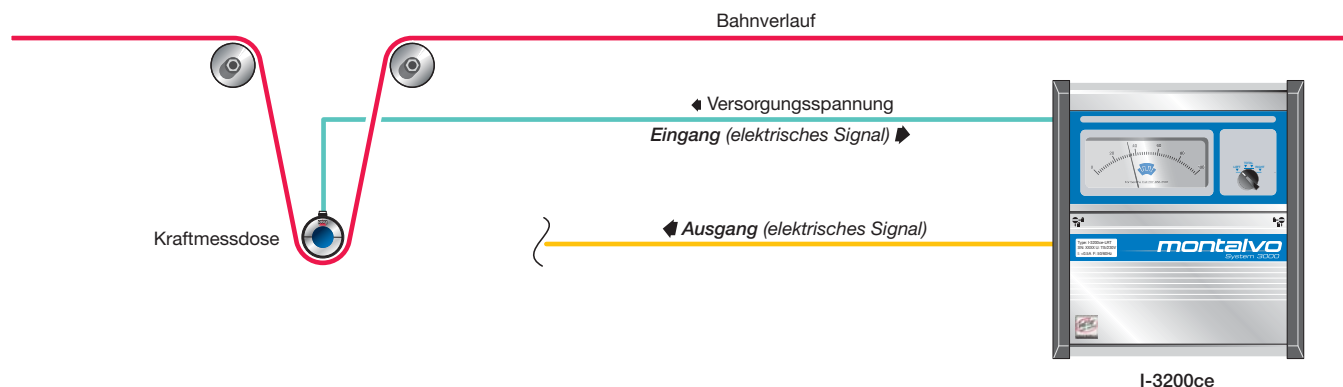 Bahnverlauf
Versorgungsspannung
Eingang (elektrisches Signal)
Kraftmessdose
Ausgang (elektrisches Signal)
montalvo
System 3000
I-3200ce